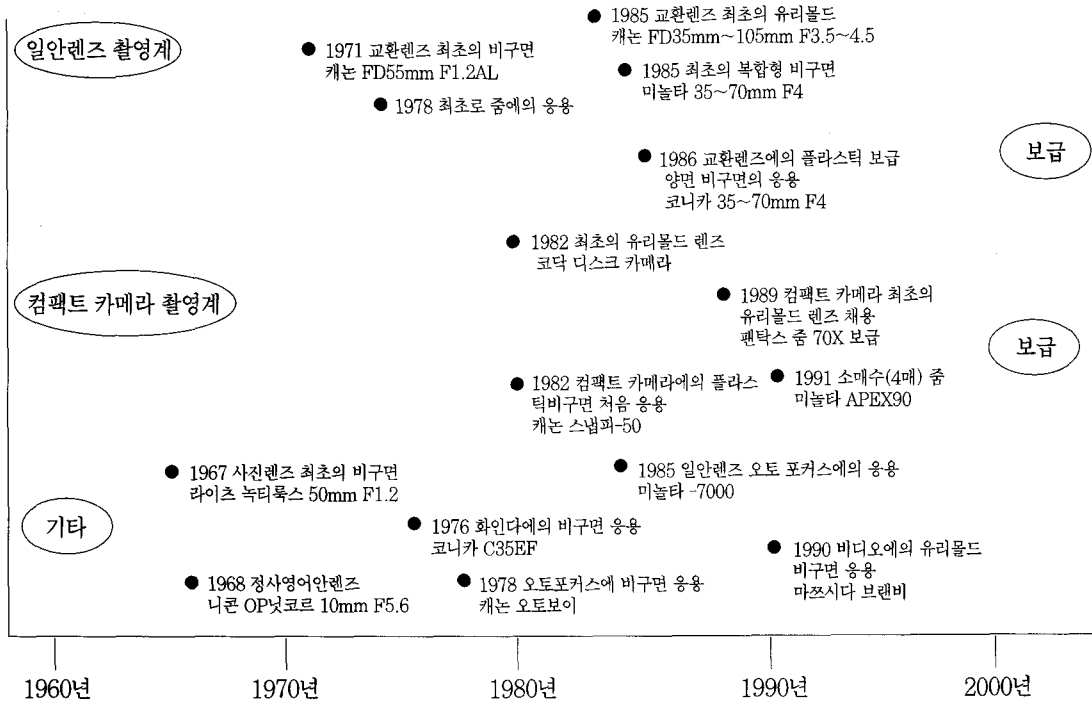 일안렌즈 촬영계
1985 교환렌즈 최초의 유리몰드
캐논 FD35mm~105mm F3.5~4.5
1971 교환렌즈 최초의 비구면
캐논 FD55mm F1.2AL
1985 최초의 복합형 비구면
미놀타 35~70mm F4
1978 최초로 줌에의 응용
보급
1986 교환렌즈에의 플라스틱 보급
양면 비구면의 응용
코니카 35~70mm F4
1982 최초의 유리몰드 렌즈
코닥 디스크 카메라
컴팩트 카메라 촬영계
1989 컴팩트 카메라 최초의
유리몰드 렌즈 채용
팬탁스 줌 70X 보급
보급
1982 컴팩트 카메라에의 플라스
틱비구면 처음 응용
캐논 스냅피-50
1991 소매수(4매) 줌
미놀타 APEX90
1967 사진렌즈 최초의 비구면
라이츠 녹티룩스 50mm F1.2
1985 일안렌즈 오토 포커스에의 응용
미놀타 -7000
기타
1976 화인다에의 비구면 응용
코니카 C35EF
1990 비디오에의 유리몰드
비구면 응용
마쯔시다 브랜비
1968 정사영어안렌즈
니콘 OP닛코르 10mm F5.6
1978 오토포커스에 비구면 응용
캐논 오토보이
1960년
1970년
1980년
1990년
2000년